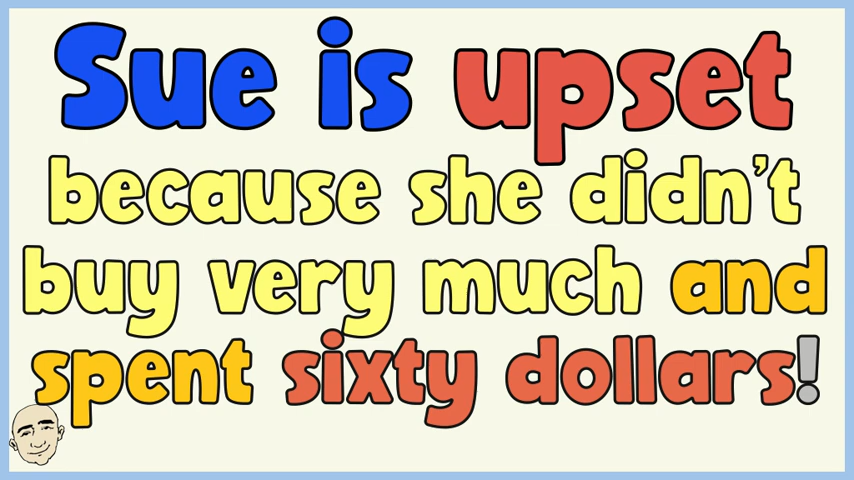 Sue is upset
because she didn't
buy very much and
spent sixty dollars!